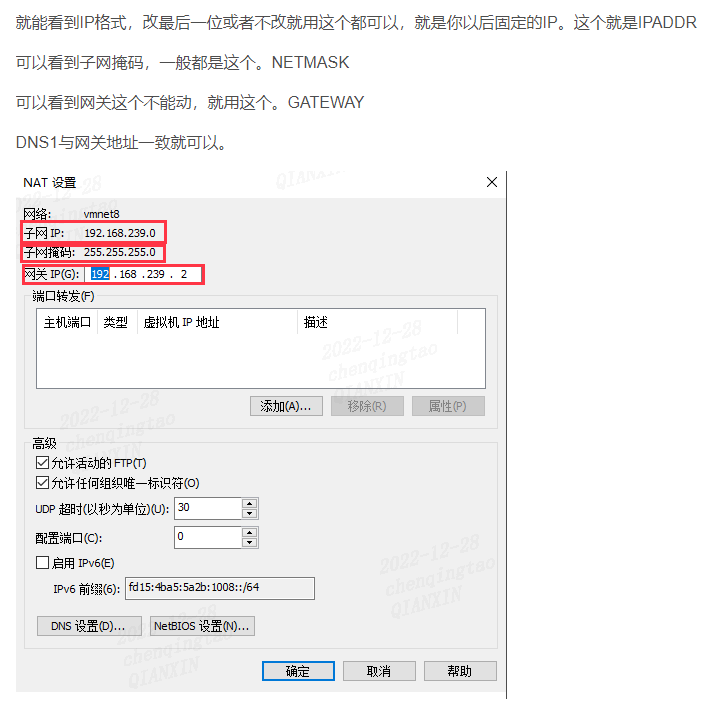 就能看到IP格式，改最后一位或者不改就用这个都可以，就是你以后固定的IP。这个就是IPADDR
可以看到子网掩码，一般都是这个。NETMASK
可以看到网关这个不能动，就用这个。GATEWAY
DNS1与网关地址一致就可以。
NAT 设置
网络: vmnet8
子网 IP: 192.168.239.0
子网掩码: 255.255.255.0
网关 IP(G): 192 . 168 . 239 . 2
端口转发(F)
主机端口 类型 虚拟机 IP 地址 描述
添加(A)... 移除(R) 属性(P)
高级
允许活动的 FTP(T)
允许任何组织唯一标识符(O)
UDP 超时(以秒为单位)(U): 30
配置端口(C): 0
启用 IPv6(E)
IPv6 前缀(6): fd15:4ba5:5a2b:1008::/64
DNS 设置(D)... NetBIOS 设置(N)...
确定 取消 帮助
2022-12-28
chenqingtao
QIANXIN
2022-12-28
chenqingtao
QIANXIN
2022-12-28
chenqingtao
QIANXIN